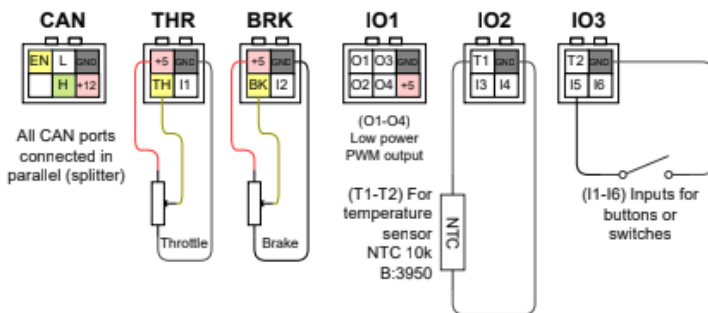 CAN
THR
BRK
IO1
IO2
IO3
EN L GND
H +12
+5 GND
TH I1
+5 GND
BK I2
O1 O3 GND
O2 O4 +5
T1 GND
I3 I4
T2 GND
I5 I6
All CAN ports
connected in
parallel (splitter)
Throttle
Brake
(O1-O4)
Low power
PWM output
(T1-T2) For
temperature
sensor
NTC 10k
B:3950
NTC
(I1-I6) Inputs for
buttons or
switches